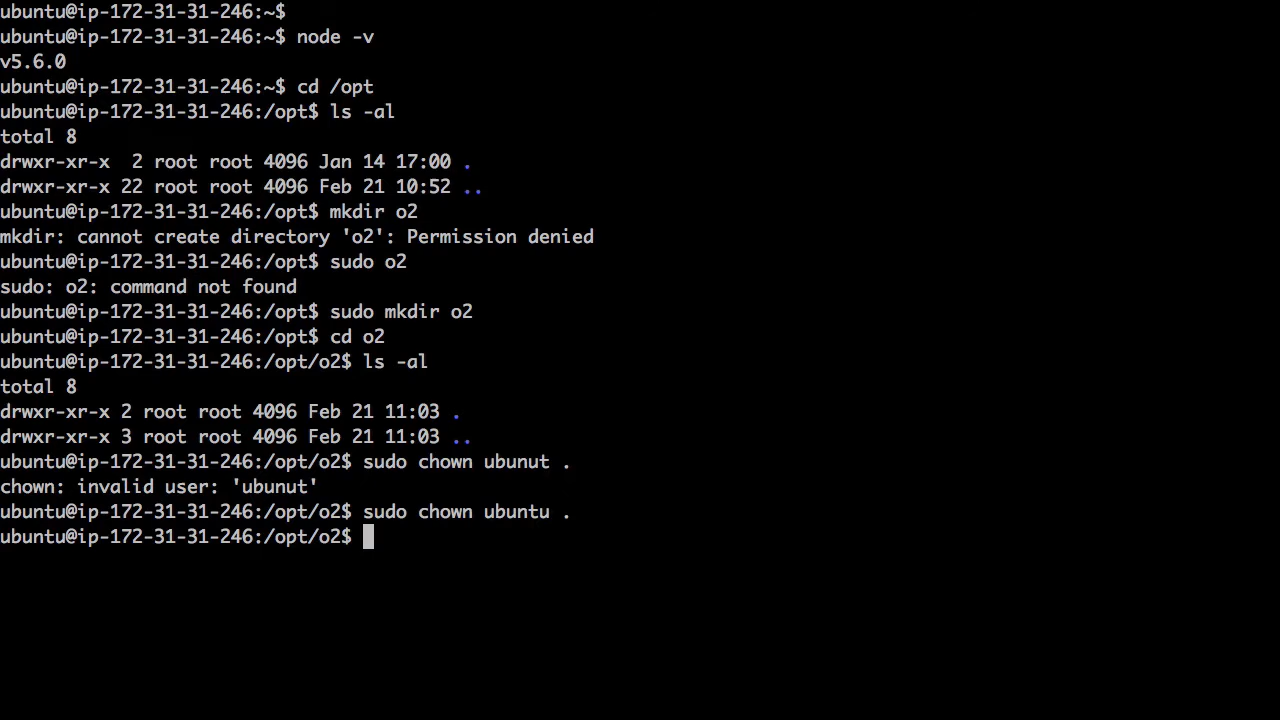 ubuntu@ip-172-31-31-246:~$
ubuntu@ip-172-31-31-246:~$ node -v
v5.6.0
ubuntu@ip-172-31-31-246:~$ cd /opt
ubuntu@ip-172-31-31-246:/opt$ ls -al
total 8
drwxr-xr-x  2 root root 4096 Jan 14 17:00 .
drwxr-xr-x 22 root root 4096 Feb 21 10:52 ..
ubuntu@ip-172-31-31-246:/opt$ mkdir o2
mkdir: cannot create directory 'o2': Permission denied
ubuntu@ip-172-31-31-246:/opt$ sudo o2
sudo: o2: command not found
ubuntu@ip-172-31-31-246:/opt$ sudo mkdir o2
ubuntu@ip-172-31-31-246:/opt$ cd o2
ubuntu@ip-172-31-31-246:/opt/o2$ ls -al
total 8
drwxr-xr-x 2 root root 4096 Feb 21 11:03 .
drwxr-xr-x 3 root root 4096 Feb 21 11:03 ..
ubuntu@ip-172-31-31-246:/opt/o2$ sudo chown ubunut .
chown: invalid user: 'ubunut'
ubuntu@ip-172-31-31-246:/opt/o2$ sudo chown ubuntu .
ubuntu@ip-172-31-31-246:/opt/o2$